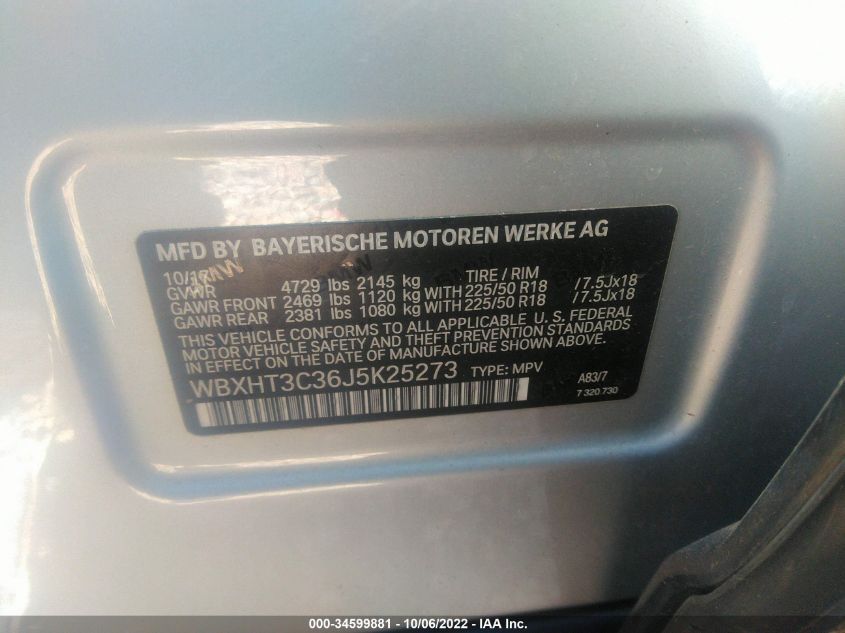 MFD BY BAYERISCHE MOTOREN WERKE AG
10/17 TIRE / RIM
GVWR 4729 lbs 2145 kg
GAWR FRONT 2469 lbs 1120 kg WITH 225/50 R18 /7.5Jx18
GAWR REAR 2381 lbs 1080 kg WITH 225/50 R18 /7.5Jx18
THIS VEHICLE CONFORMS TO ALL APPLICABLE U. S. FEDERAL
MOTOR VEHICLE SAFETY AND THEFT PREVENTION STANDARDS
IN EFFECT ON THE DATE OF MANUFACTURE SHOWN ABOVE.
WBXHT3C36J5K25273 TYPE: MPV A83/7
7 320 730
000-34599881 - 10/06/2022 - IAA Inc.